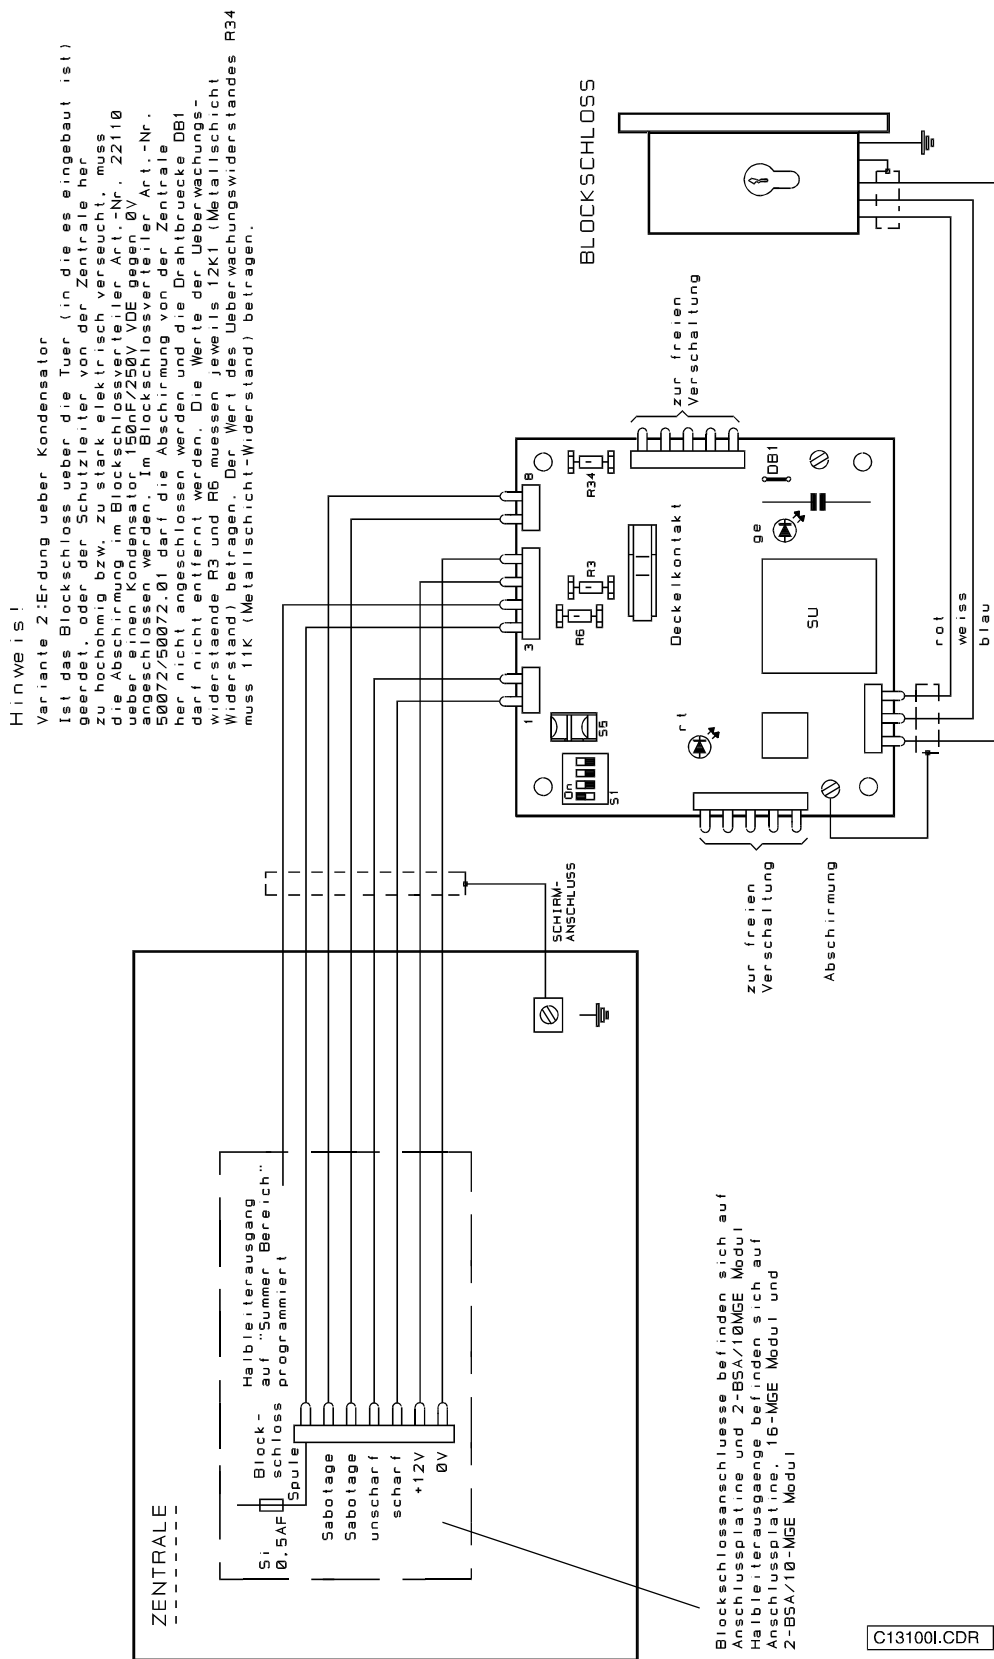 Hinweis!
Variante 2:Erdung ueber Kondensator
Ist das Blockschloss ueber die Tuer (in die es eingebaut ist)
geerdet, oder der Schutzleiter von der Zentrale her
zu hochohmig bzw. zu stark elektrisch verseucht, muss
die Abschirmung im Blockschlossverteiler Art.-Nr. 22110
ueber einen Kondensator 150nF/250V VDE gegen 0V
angeschlossen werden. Im Blockschlossverteiler Art.-Nr.
50072/50072.01 darf die Abschirmung von der Zentrale
her nicht angeschlossen werden und die Drahtbruecke DB1
darf nicht entfernt werden. Die Werte der Ueberwachungs-
widerstaende R3 und R6 muessen jeweils 12K1 (Metallschicht
Widerstand) betragen. Der Wert des Ueberwachungswiderstandes R34
muss 11K (Metallschicht-Widerstand) betragen.
ZENTRALE
Si
0.5AF
Block-
schloss
Spule
Halbleiterausgang
auf "Summer Bereich"
programmiert
Sabotage
Sabotage
unscharf
scharf
+12V
0V
SCHIRM-
ANSCHLUSS
Blockschlossanschluesse befinden sich auf
Anschlussplatine und 2-BSA/10MGE Modul
Halbleiterausgaenge befinden sich auf
Anschlussplatine, 16-MGE Modul und
2-BSA/10-MGE Modul
1
3
8
On
S1
S6
R6
R3
R34
rt
Deckelkontakt
SU
ge
DB1
zur freien
Verschaltung
zur freien
Verschaltung
Abschirmung
rot
weiss
blau
BLOCKSCHLOSS
C13100I.CDR